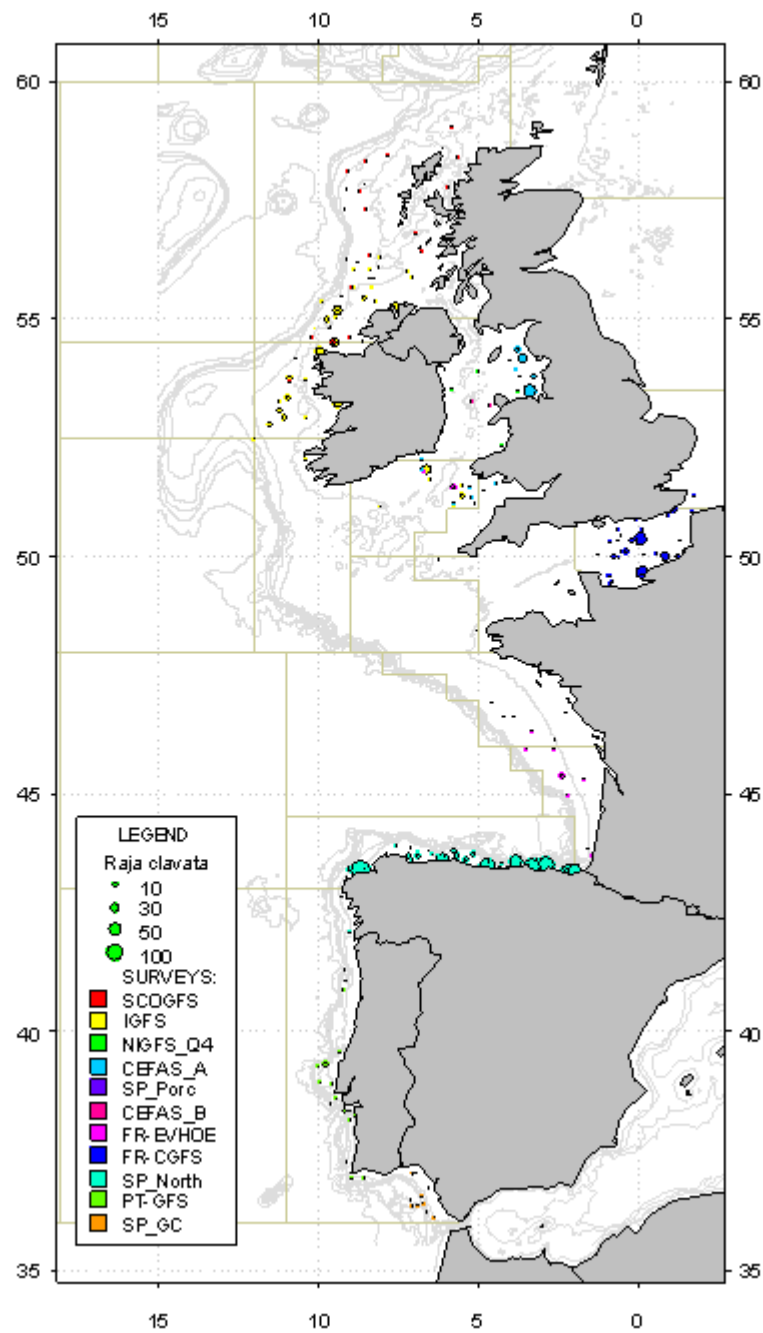 15 10 5 0
60 60
55 55
50 50
45 45
LEGEND
Raja clavata
10
30
50
100
SURVEYS:
SCOGFS
IGFS
NIGFS_Q4
CEFAS_A
SP_Porc
CEFAS_B
FR-EVHOE
FR-CGFS
SP_North
PT-GFS
SP_GC
40 40
35 35
15 10 5 0